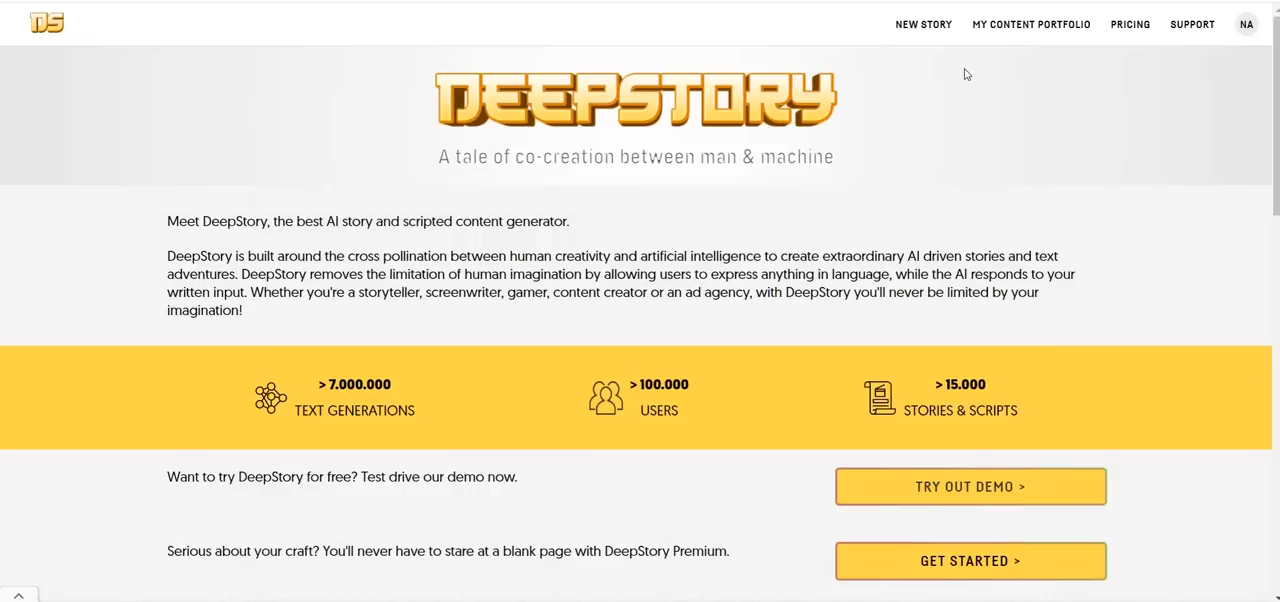 DS
NEW STORY MY CONTENT PORTFOLIO PRICING SUPPORT NA
DEEPSTORY
A tale of co-creation between man & machine
Meet DeepStory, the best AI story and scripted content generator.
DeepStory is built around the cross pollination between human creativity and artificial intelligence to create extraordinary AI driven stories and text
adventures. DeepStory removes the limitation of human imagination by allowing users to express anything in language, while the AI responds to your
written input. Whether you're a storyteller, screenwriter, gamer, content creator or an ad agency, with DeepStory you'll never be limited by your
imagination!
> 7.000.000
TEXT GENERATIONS
> 100.000
USERS
> 15.000
STORIES & SCRIPTS
Want to try DeepStory for free? Test drive our demo now.
TRY OUT DEMO >
Serious about your craft? You'll never have to stare at a blank page with DeepStory Premium.
GET STARTED >